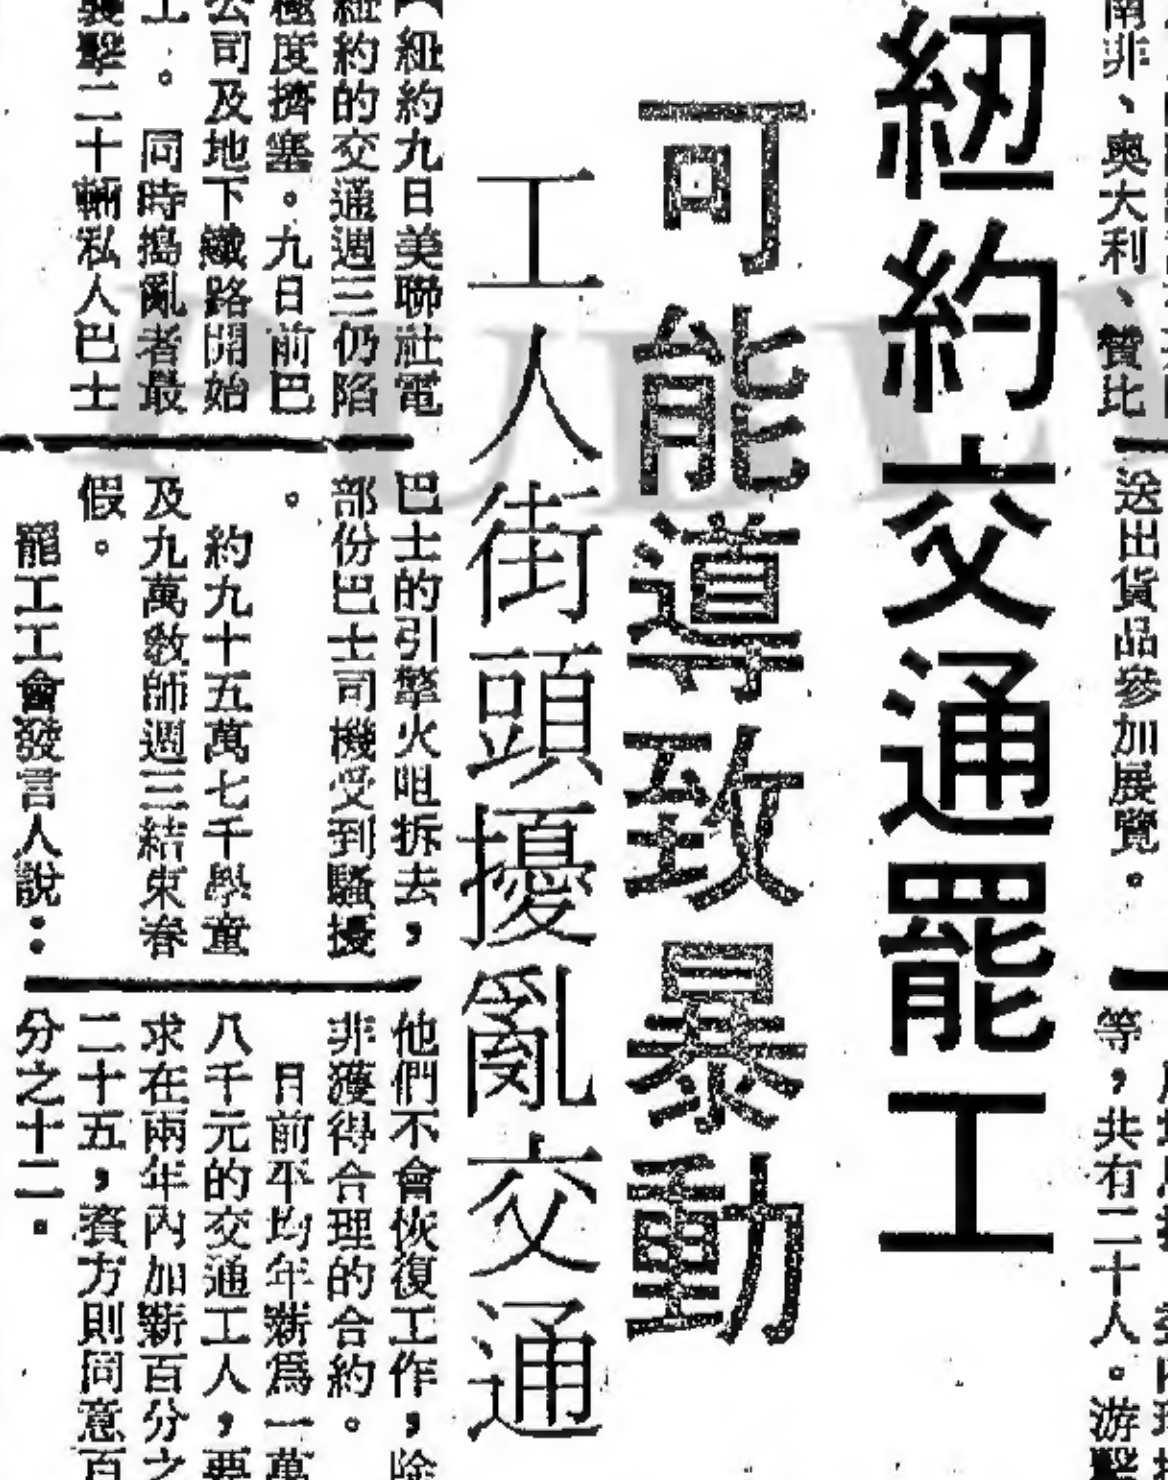 南非、奧大利、贊比
送出貨品參加展覽。
等，共有二十人。游擊
紐約交通罷工
可能導致暴動
工人街頭擾亂交通
【紐約九日美聯社電
紐約的交通週三仍陷
極度擠塞。九日前巴
公司及地下鐵路開始
工。同時搗亂者最
襲擊二十輛私人巴士
巴士的引擎火咀拆去，
部份巴士司機受到騷擾
。
約九十五萬七千學童
及九萬教師週三結束春
假。
罷工工會發言人說：
他們不會恢復工作，除
非獲得合理的合約。
目前平均年薪為一萬
八千元的交通工人，要
求在兩年內加薪百分之
二十五，資方則同意百
分之十二。